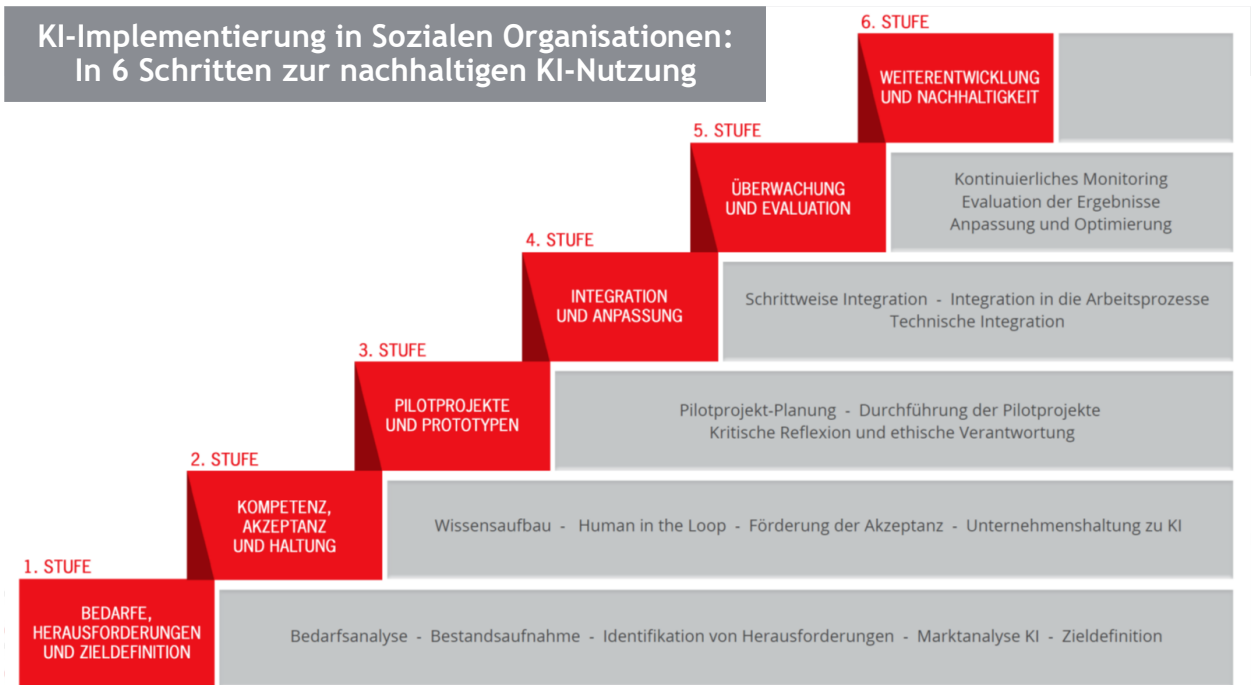 KI-Implementierung in Sozialen Organisationen:
In 6 Schritten zur nachhaltigen KI-Nutzung
6. STUFE
WEITERENTWICKLUNG
UND NACHHALTIGKEIT
5. STUFE
ÜBERWACHUNG
UND EVALUATION
Kontinuierliches Monitoring
Evaluation der Ergebnisse
Anpassung und Optimierung
4. STUFE
INTEGRATION
UND ANPASSUNG
Schrittweise Integration - Integration in die Arbeitsprozesse
Technische Integration
3. STUFE
PILOTPROJEKTE
UND PROTOTYPEN
Pilotprojekt-Planung - Durchführung der Pilotprojekte
Kritische Reflexion und ethische Verantwortung
2. STUFE
KOMPETENZ,
AKZEPTANZ
UND HALTUNG
Wissensaufbau - Human in the Loop - Förderung der Akzeptanz - Unternehmenshaltung zu KI
1. STUFE
BEDARFE,
HERAUSFORDERUNGEN
UND ZIELDEFINITION
Bedarfsanalyse - Bestandsaufnahme - Identifikation von Herausforderungen - Marktanalyse KI - Zieldefinition